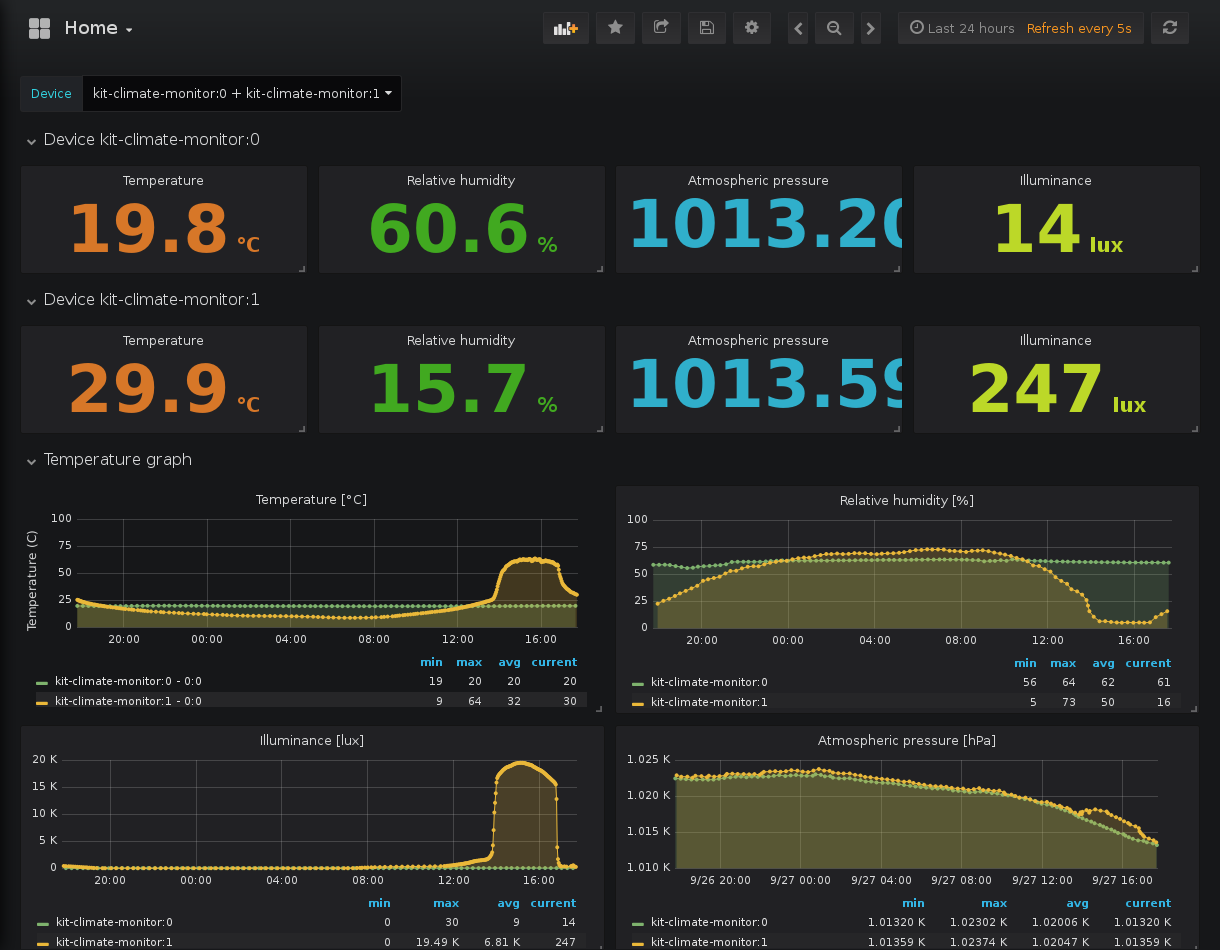 Home
Last 24 hours Refresh every 5s
Device kit-climate-monitor:0 + kit-climate-monitor:1
Device kit-climate-monitor:0
Temperature Relative humidity Atmospheric pressure Illuminance
19.8 °C 60.6 % 1013.20 14 lux
Device kit-climate-monitor:1
Temperature Relative humidity Atmospheric pressure Illuminance
29.9 °C 15.7 % 1013.59 247 lux
Temperature graph
Temperature [°C]
Temperature (C)
100
75
50
25
0
20:00 00:00 04:00 08:00 12:00 16:00
min max avg current
kit-climate-monitor:0 - 0:0 19 20 20 20
kit-climate-monitor:1 - 0:0 9 64 32 30
Relative humidity [%]
100
75
50
25
0
20:00 00:00 04:00 08:00 12:00 16:00
min max avg current
kit-climate-monitor:0 56 64 62 61
kit-climate-monitor:1 5 73 50 16
Illuminance [lux]
20 K
15 K
10 K
5 K
0
20:00 00:00 04:00 08:00 12:00 16:00
min max avg current
kit-climate-monitor:0 0 30 9 14
kit-climate-monitor:1 0 19.49 K 6.81 K 247
Atmospheric pressure [hPa]
1.025 K
1.020 K
1.015 K
1.010 K
9/26 20:00 9/27 00:00 9/27 04:00 9/27 08:00 9/27 12:00 9/27 16:00
min max avg current
kit-climate-monitor:0 1.01320 K 1.02302 K 1.02006 K 1.01320 K
kit-climate-monitor:1 1.01359 K 1.02374 K 1.02047 K 1.01359 K